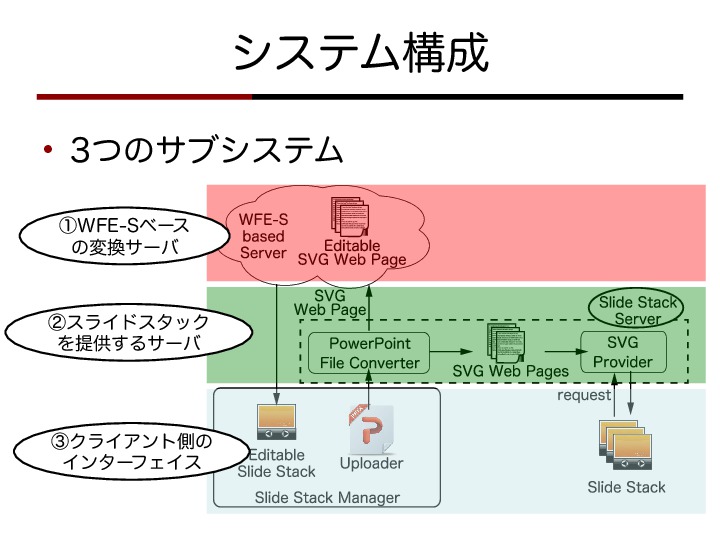 システム構成
• 3つのサブシステム
①WFE-Sベース
の変換サーバ
WFE-S
based
Server
Editable
SVG Web Page
②スライドスタック
を提供するサーバ
SVG
Web Page
Slide Stack
Server
PowerPoint
File Converter
SVG Web Pages
SVG
Provider
request
③クライアント側の
インターフェイス
Editable
Slide Stack
Uploader
Slide Stack Manager
Slide Stack